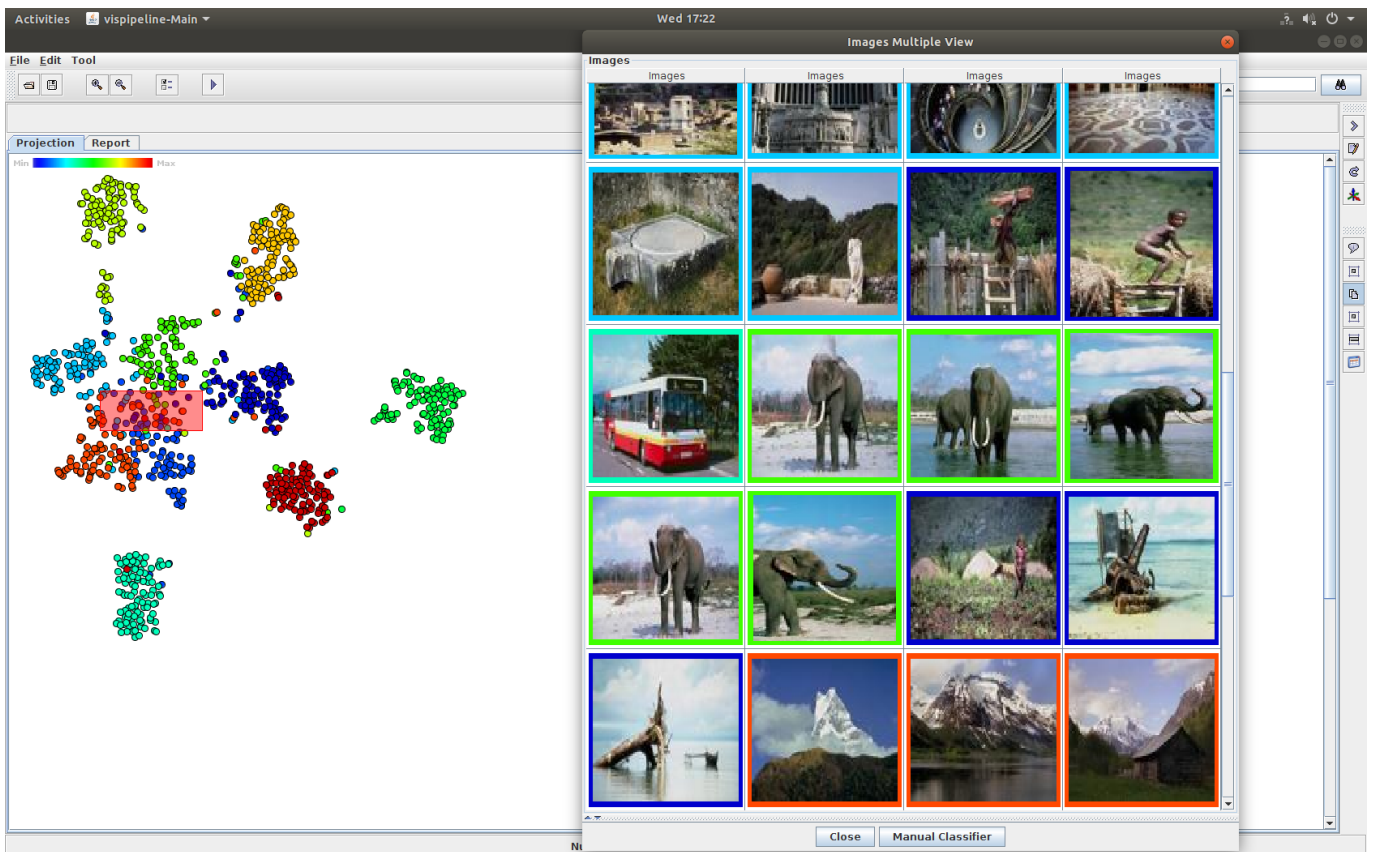 Activities vispipeline-Main Wed 17:22
Images Multiple View
File Edit Tool
Images
Images Images Images Images
Projection Report
Min Max
Close Manual Classifier